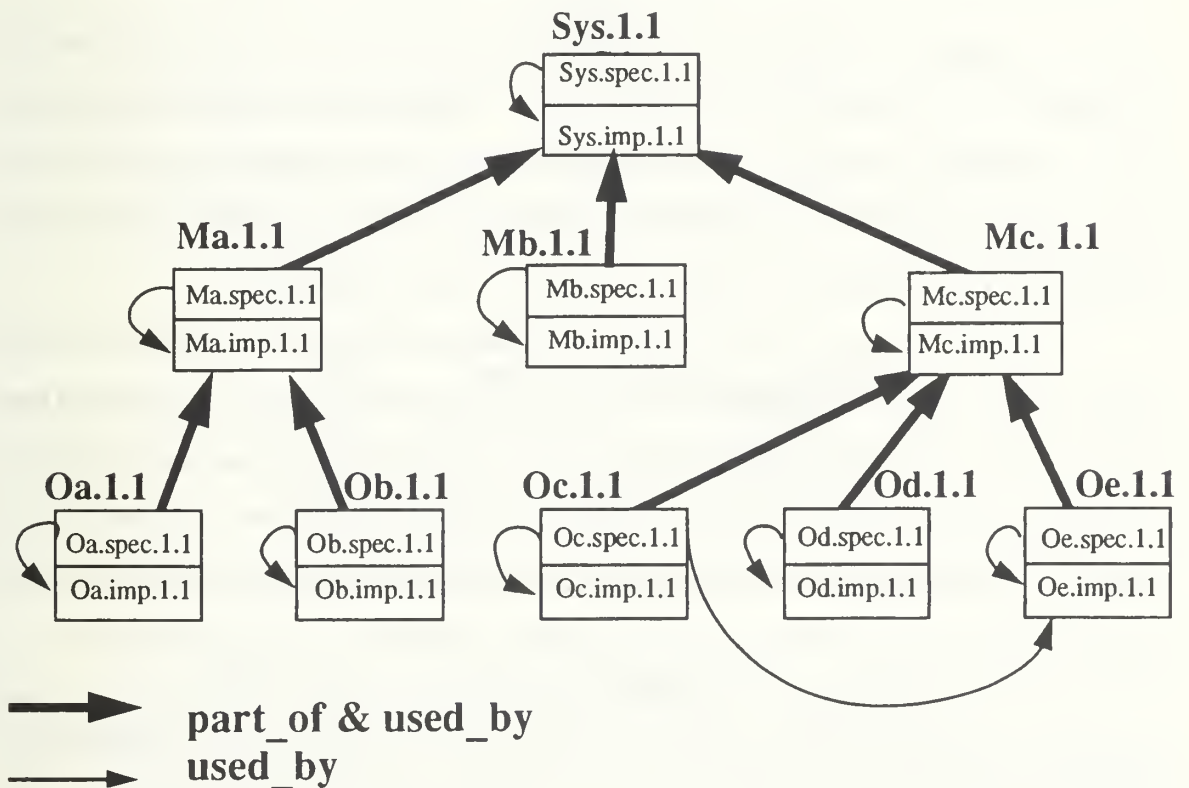 Sys.1.1
Sys.spec.1.1
Sys.imp.1.1
Ma.1.1
Mb.1.1
Mc. 1.1
Ma.spec.1.1
Ma.imp.1.1
Mb.spec.1.1
Mb.imp.1.1
Mc.spec.1.1
Mc.imp.1.1
Oa.1.1
Ob.1.1
Oc.1.1
Od.1.1
Oe.1.1
Oa.spec.1.1
Oa.imp.1.1
Ob.spec.1.1
Ob.imp.1.1
Oc.spec.1.1
Oc.imp.1.1
Od.spec.1.1
Od.imp.1.1
Oe.spec.1.1
Oe.imp.1.1
part_of & used_by
used_by